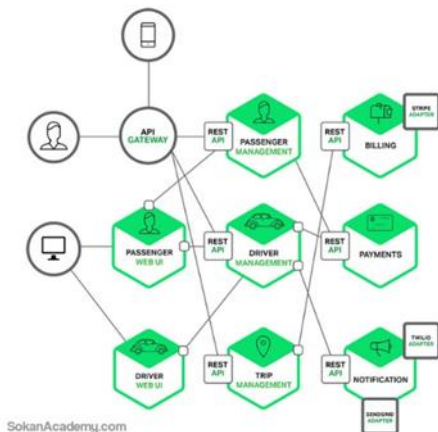 API
GATEWAY
REST
API
PASSENGER
MANAGEMENT
REST
API
BILLING
STRIPE
ADAPTER
PASSENGER
WEB UI
REST
API
DRIVER
MANAGEMENT
REST
API
PAYMENTS
DRIVER
WEB UI
REST
API
TRIP
MANAGEMENT
REST
API
NOTIFICATION
TWILIO
ADAPTER
SENDGRID
ADAPTER
SokanAcademy.com